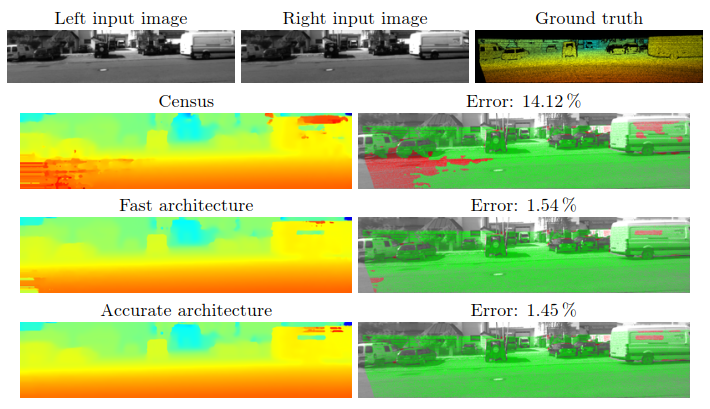 Left input image Right input image Ground truth
Census Error: 14.12 %
Fast architecture Error: 1.54 %
Accurate architecture Error: 1.45 %